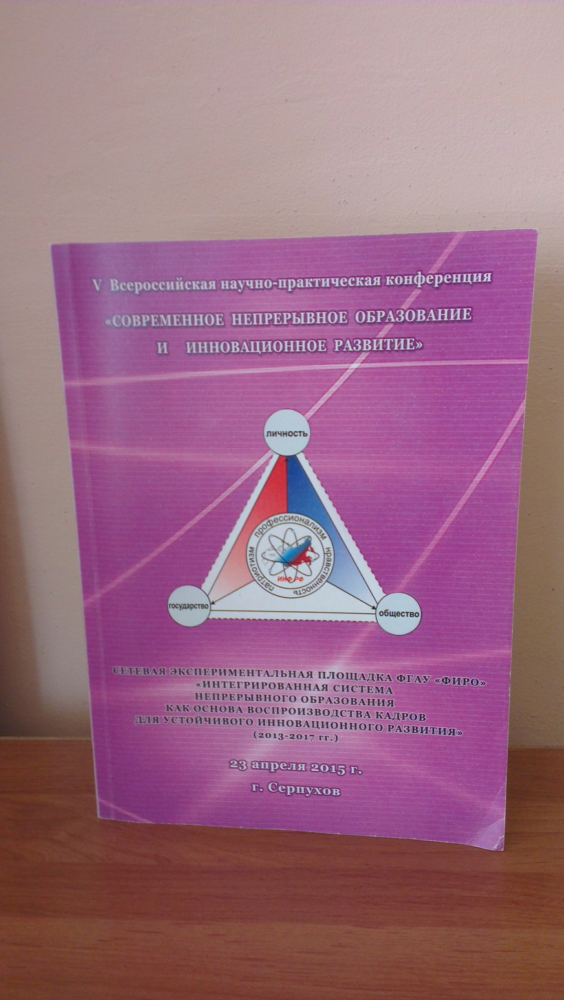 V Всероссийская научно-практическая конференция
«СОВРЕМЕННОЕ НЕПРЕРЫВНОЕ ОБРАЗОВАНИЕ
И ИННОВАЦИОННОЕ РАЗВИТИЕ»
личность
профессионализм
патриотизм
нравственность
ИИФ РФ
государство
общество
СЕТЕВАЯ ЭКСПЕРИМЕНТАЛЬНАЯ ПЛОЩАДКА ФГАУ «ФИРО»
«ИНТЕГРИРОВАННАЯ СИСТЕМА
НЕПРЕРЫВНОГО ОБРАЗОВАНИЯ
КАК ОСНОВА ВОСПРОИЗВОДСТВА КАДРОВ
ДЛЯ УСТОЙЧИВОГО ИННОВАЦИОННОГО РАЗВИТИЯ»
(2013-2017 гг.)
23 апреля 2015 г.
г. Серпухов